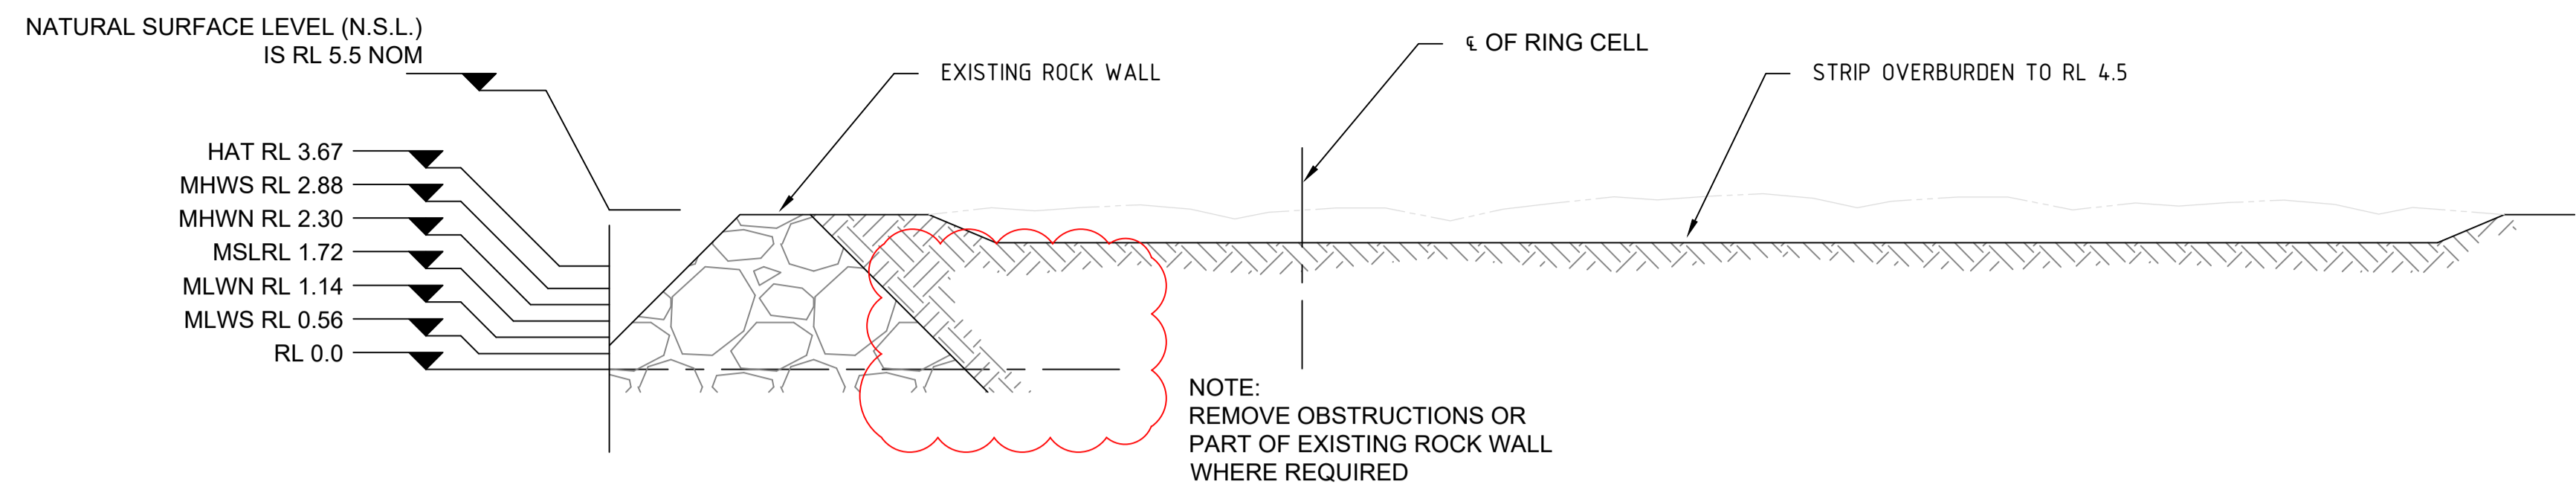 NATURAL SURFACE LEVEL (N.S.L.)
IS RL 5.5 NOM
℄ OF RING CELL
EXISTING ROCK WALL
STRIP OVERBURDEN TO RL 4.5
HAT RL 3.67
MHWS RL 2.88
MHWN RL 2.30
MSLRL 1.72
MLWN RL 1.14
MLWS RL 0.56
RL 0.0
NOTE:
REMOVE OBSTRUCTIONS OR
PART OF EXISTING ROCK WALL
WHERE REQUIRED